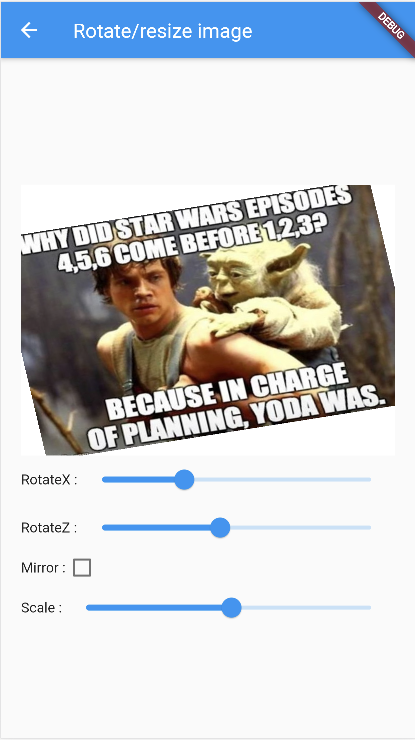 Rotate/resize image
DEBUG
WHY DID STAR WARS EPISODES
4,5,6 COME BEFORE 1,2,3?
BECAUSE IN CHARGE
OF PLANNING, YODA WAS.
RotateX :
RotateZ :
Mirror :
Scale :